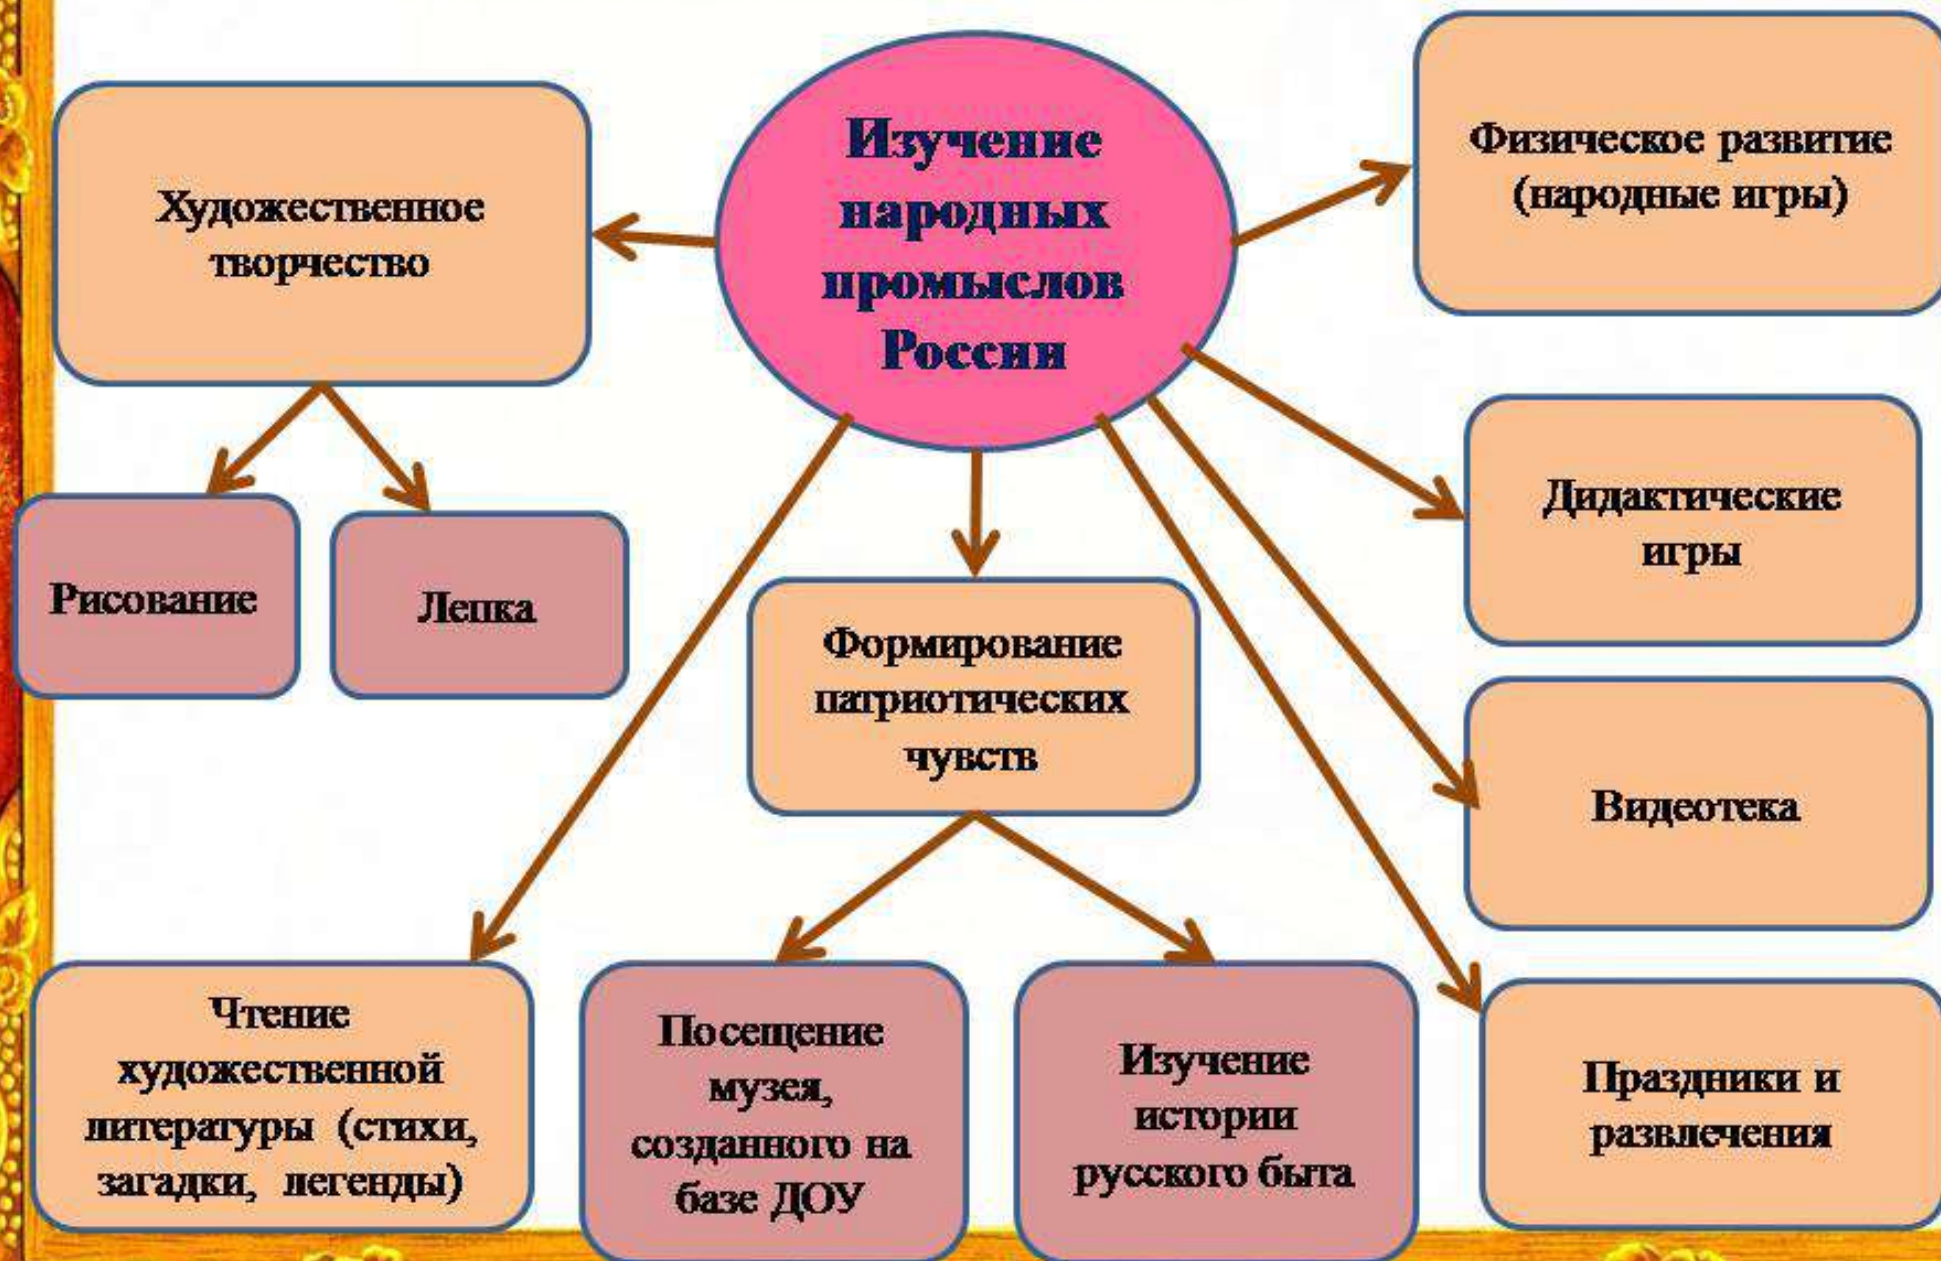 Изучение
народных
промыслов
России
Художественное
творчество
Физическое развитие
(народные игры)
Рисование
Лепка
Дидактические
игры
Формирование
патриотических
чувств
Видеотека
Чтение
художественной
литературы (стихи,
загадки, легенды)
Посещение
музея,
созданного на
базе ДОУ
Изучение
истории
русского быта
Праздники и
развлечения